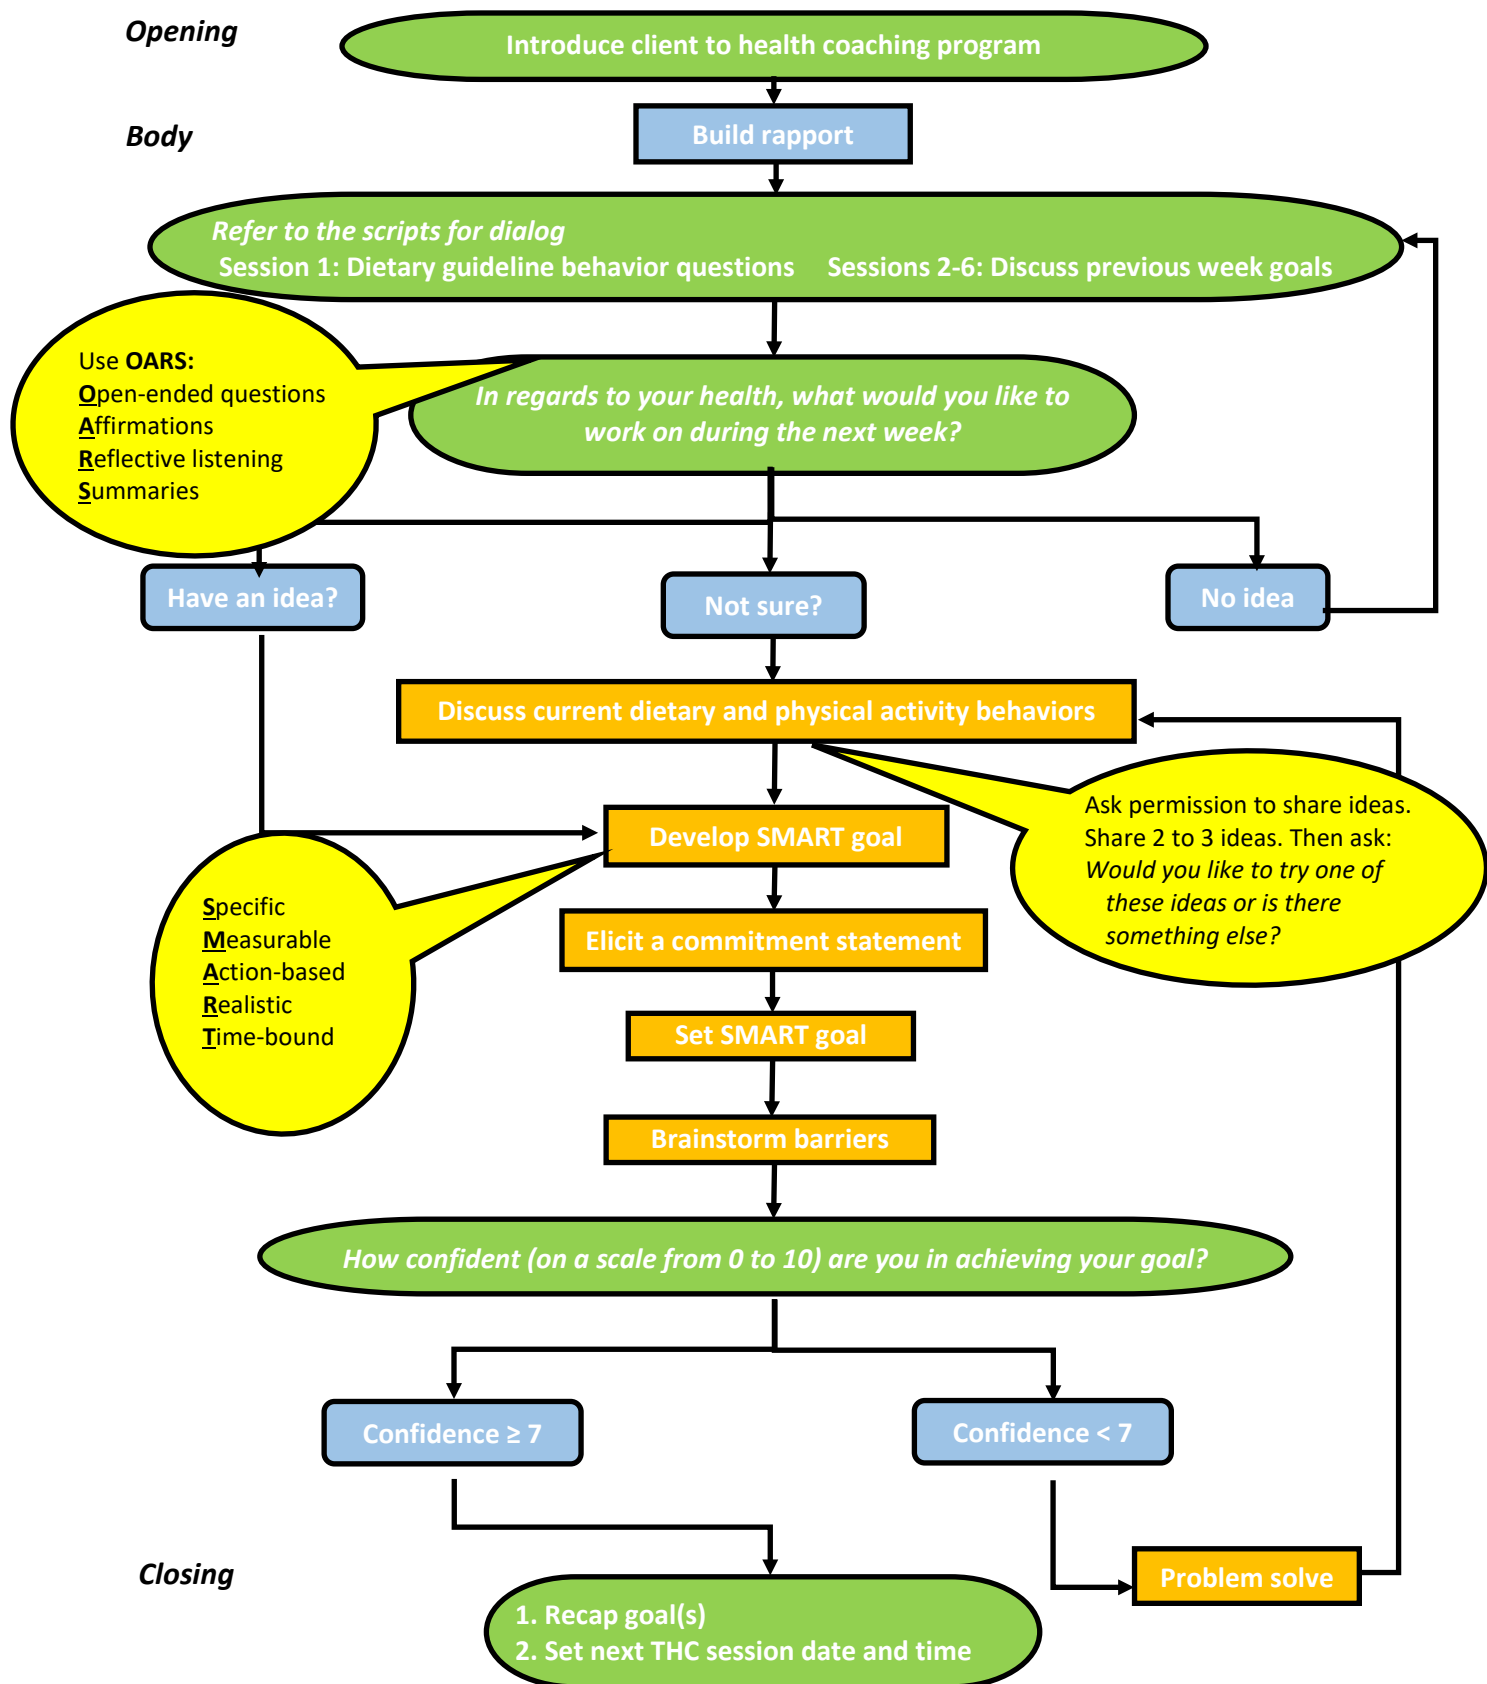 Opening
Introduce client to health coaching program
Body
Build rapport
Refer to the scripts for dialog
Session 1: Dietary guideline behavior questions Sessions 2-6: Discuss previous week goals
Use OARS:
Open-ended questions
Affirmations
Reflective listening
Summaries
In regards to your health, what would you like to
work on during the next week?
Have an idea?
Not sure?
No idea
Discuss current dietary and physical activity behaviors
Ask permission to share ideas.
Share 2 to 3 ideas. Then ask:
Would you like to try one of
these ideas or is there
something else?
Develop SMART goal
Specific
Measurable
Action-based
Realistic
Time-bound
Elicit a commitment statement
Set SMART goal
Brainstorm barriers
How confident (on a scale from 0 to 10) are you in achieving your goal?
Confidence ≥ 7
Confidence < 7
Closing
Problem solve
1. Recap goal(s)
2. Set next THC session date and time